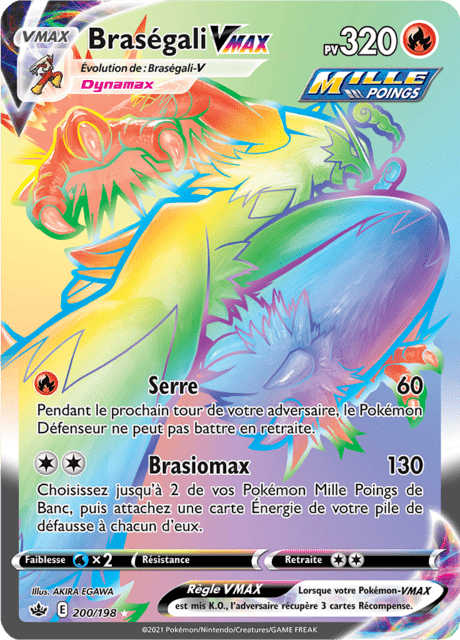 VMAX
Braségali VMAX
PV 320
Évolution de : Braségali-V
Dynamax
MILLE POINGS
Serre 60
Pendant le prochain tour de votre adversaire, le Pokémon
Défenseur ne peut pas battre en retraite.
Brasiomax 130
Choisissez jusqu'à 2 de vos Pokémon Mille Poings de
Banc, puis attachez une carte Énergie de votre pile de
défausse à chacun d'eux.
Faiblesse ×2 Résistance Retraite
Illus. AKIRA EGAWA
E 200/198
Règle VMAX Lorsque votre Pokémon-VMAX
est mis K.O., l'adversaire récupère 3 cartes Récompense.
©2021 Pokémon/Nintendo/Creatures/GAME FREAK